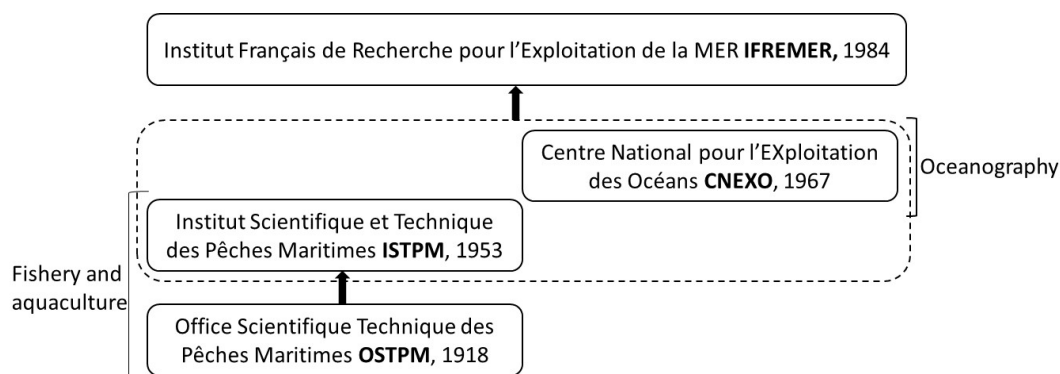 Institut Français de Recherche pour l’Exploitation de la MER IFREMER, 1984
Centre National pour l’EXploitation
des Océans CNEXO, 1967
Oceanography
Institut Scientifique et Technique
des Pêches Maritimes ISTPM, 1953
Fishery and
aquaculture
Office Scientifique Technique des
Pêches Maritimes OSTPM, 1918